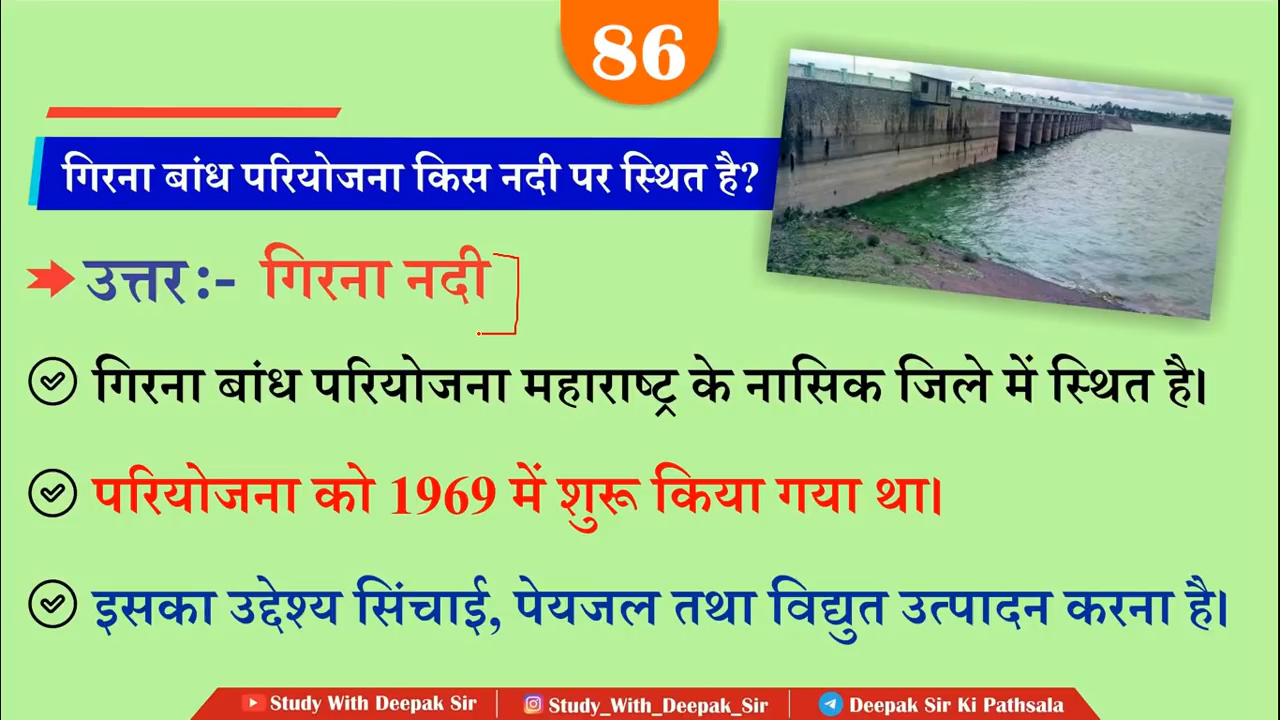 86
गिरना बांध परियोजना किस नदी पर स्थित है?
उत्तर:- गिरना नदी
गिरना बांध परियोजना महाराष्ट्र के नासिक जिले में स्थित है।
परियोजना को 1969 में शुरू किया गया था।
इसका उद्देश्य सिंचाई, पेयजल तथा विद्युत उत्पादन करना है।
Study With Deepak Sir
Study_With_Deepak_Sir
Deepak Sir Ki Pathsala